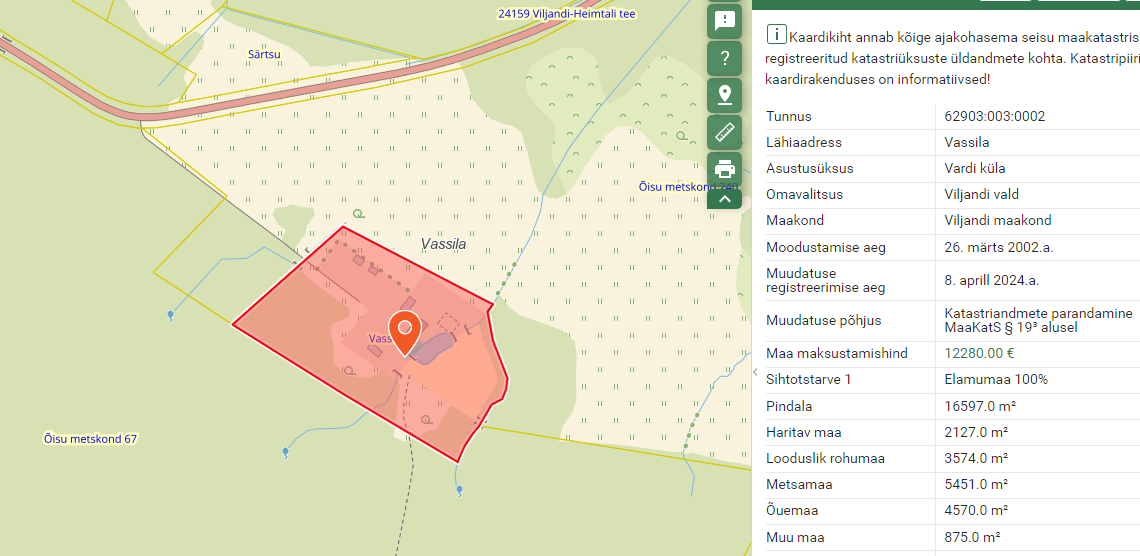 24159 Viljandi-Heimtali tee
Särtsu
Õisu metskond 240
Vassila
Vass
Õisu metskond 67
?
i Kaardikiht annab kõige ajakohasema seisu maakatastris
registreeritud katastriüksuste üldandmete kohta. Katastripiiri
kaardirakenduses on informatiivsed!
Tunnus 62903:003:0002
Lähiaadress Vassila
Asustusüksus Vardi küla
Omavalitsus Viljandi vald
Maakond Viljandi maakond
Moodustamise aeg 26. märts 2002.a.
Muudatuse
registreerimise aeg 8. aprill 2024.a.
Muudatuse põhjus Katastriandmete parandamine
MaaKatS § 19³ alusel
Maa maksustamishind 12280.00 €
Sihtotstarve 1 Elamumaa 100%
Pindala 16597.0 m²
Haritav maa 2127.0 m²
Looduslik rohumaa 3574.0 m²
Metsamaa 5451.0 m²
Õuemaa 4570.0 m²
Muu maa 875.0 m²